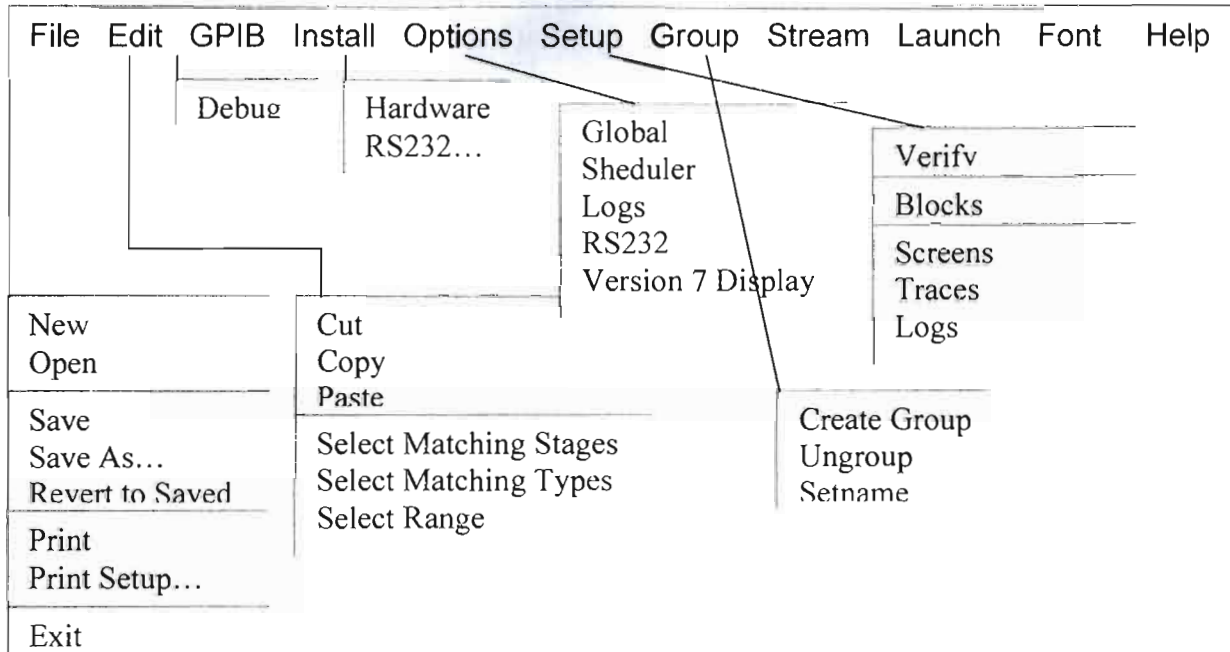 File Edit GPIB Install Options Setup Group Stream Launch Font Help
Debug
Hardware
RS232...
Global
Sheduler
Logs
RS232
Version 7 Display
Verify
Blocks
Screens
Traces
Logs
New
Open
Save
Save As...
Revert to Saved
Print
Print Setup...
Exit
Cut
Copy
Paste
Select Matching Stages
Select Matching Types
Select Range
Create Group
Ungroup
Setname